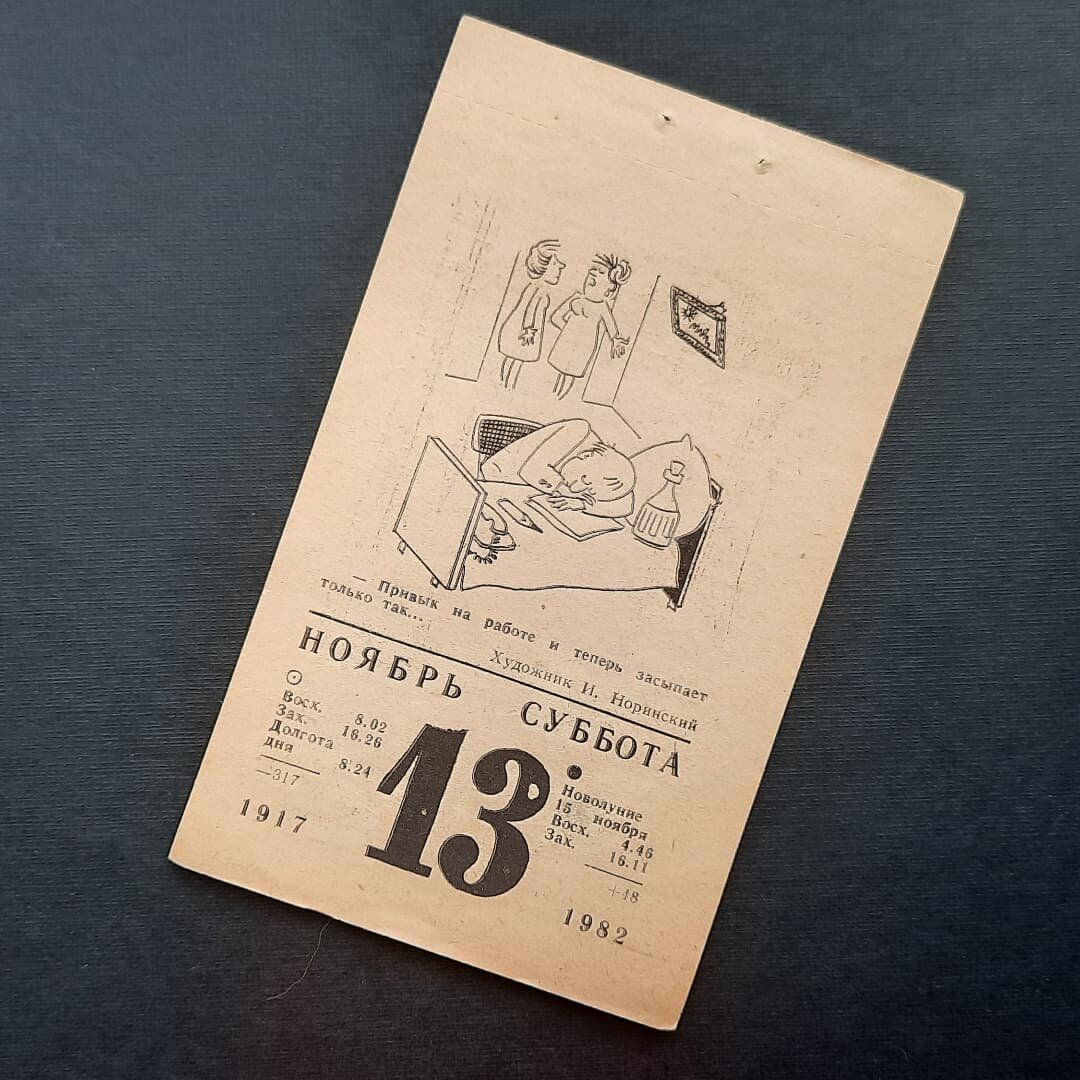 — Привык на работе и теперь засыпает
только так...
Художник И. Норинский
НОЯБРЬ СУББОТА
Восх. 8.02
Зах. 16.26
Долгота
дня 8.24
—317
1917
13
Новолуние
15 ноября
Восх. 4.46
Зах. 16.11
+48
1982